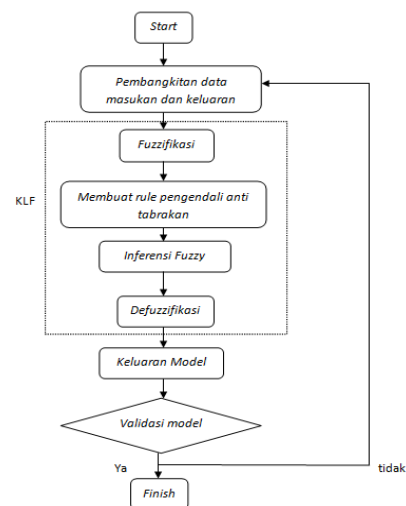 Start
Pembangkitan data
masukan dan keluaran
Fuzzifikasi
KLF
Membuat rule pengendali anti
tabrakan
Inferensi Fuzzy
Defuzzifikasi
Keluaran Model
Validasi model
Ya
tidak
Finish